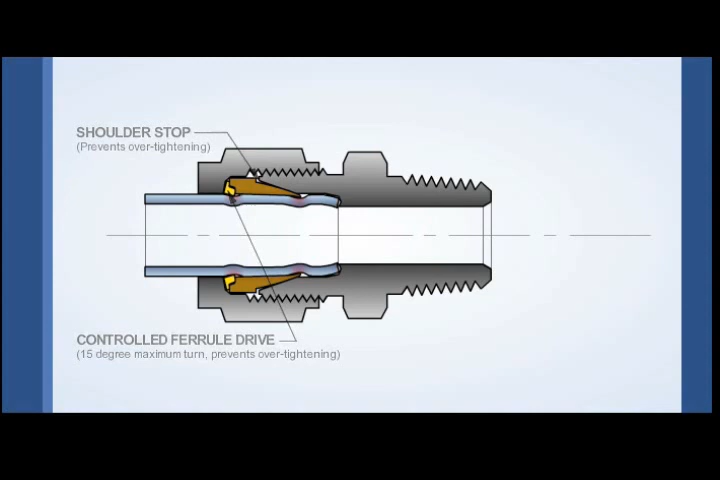 SHOULDER STOP
(Prevents over-tightening)
CONTROLLED FERRULE DRIVE
(15 degree maximum turn, prevents over-tightening)